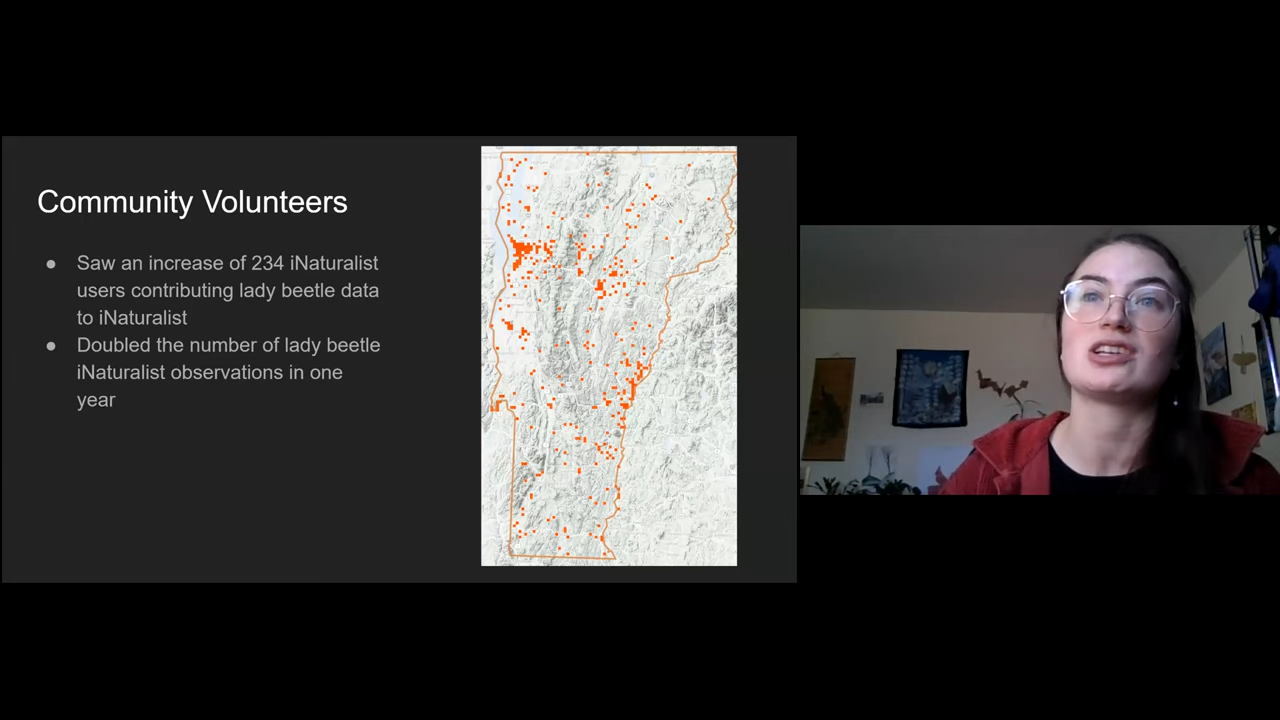 Community Volunteers
● Saw an increase of 234 iNaturalist
users contributing lady beetle data
to iNaturalist
● Doubled the number of lady beetle
iNaturalist observations in one
year